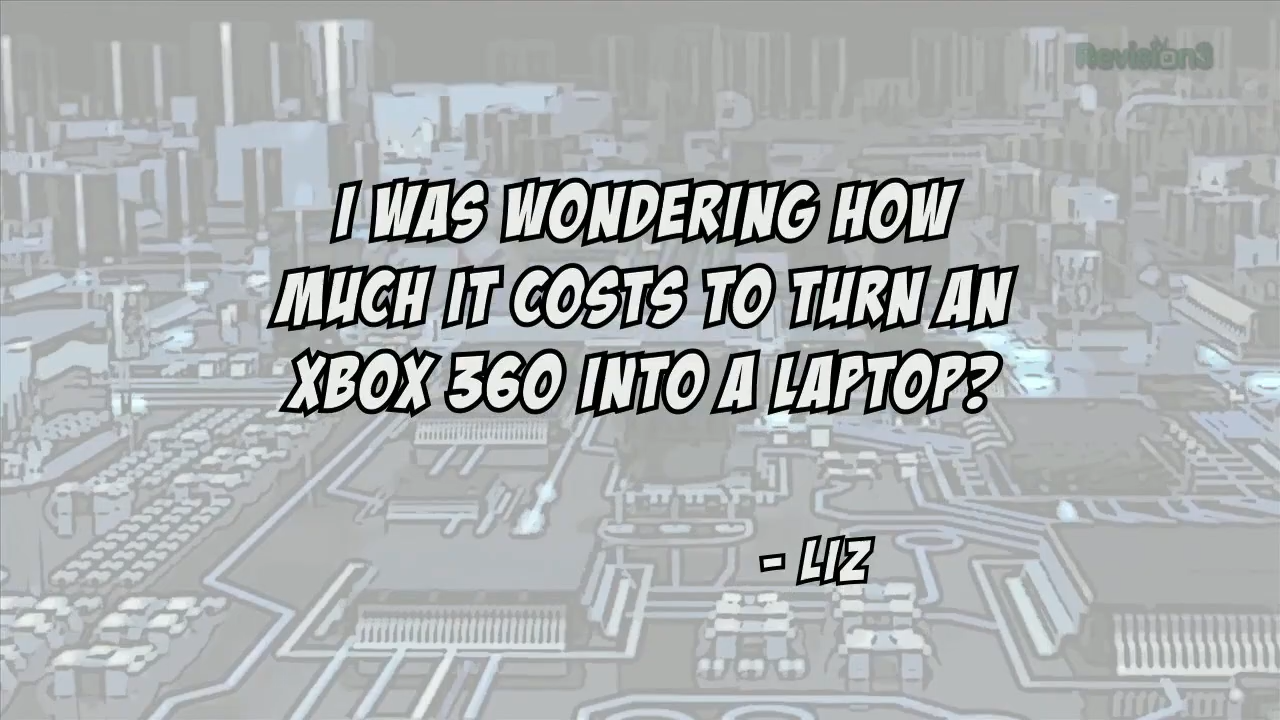 Revision3
I WAS WONDERING HOW
MUCH IT COSTS TO TURN AN
XBOX 360 INTO A LAPTOP?
- LIZ